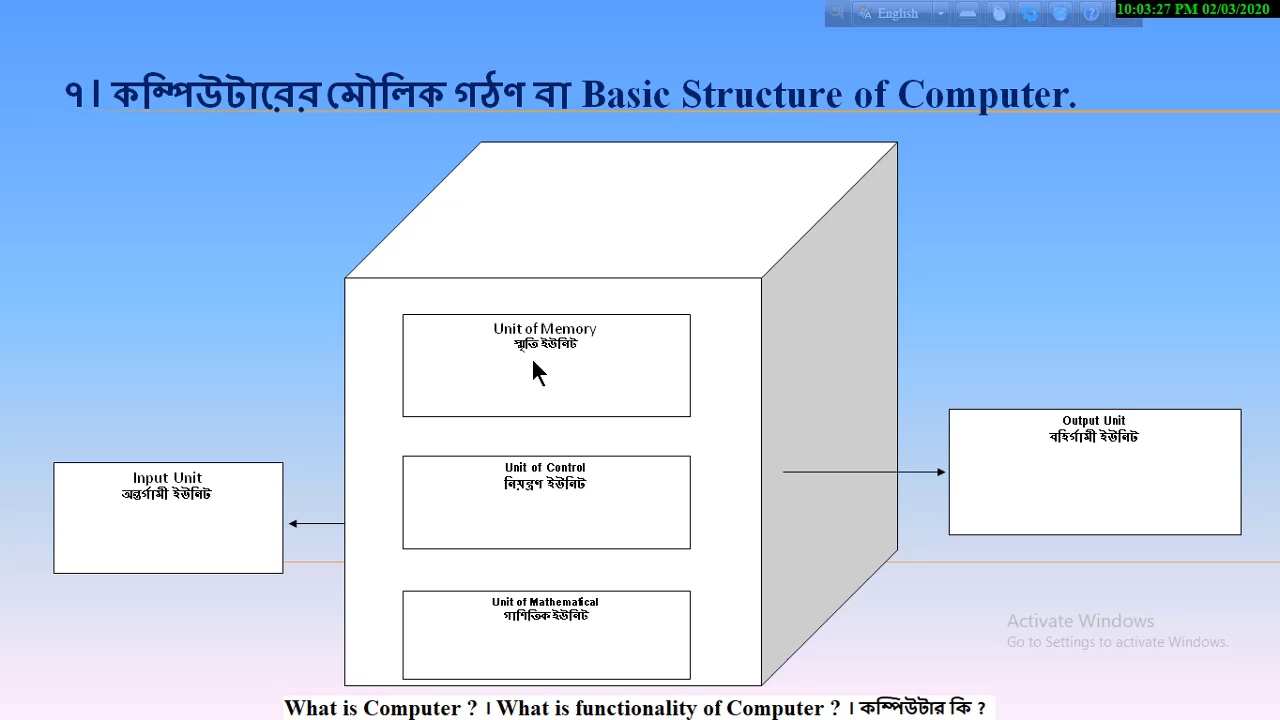 English
10:03:27 PM 02/03/2020
৭। কম্পিউটারের মৌলিক গঠণ বা Basic Structure of Computer.
Unit of Memory
স্মৃতি ইউনিট
Output Unit
বহির্গামী ইউনিট
Unit of Control
নিয়ন্ত্রণ ইউনিট
Input Unit
অন্তর্গামী ইউনিট
Unit of Mathematical
গাণিতিক ইউনিট
Activate Windows
Go to Settings to activate Windows.
What is Computer ? । What is functionality of Computer ? । কম্পিউটার কি ?